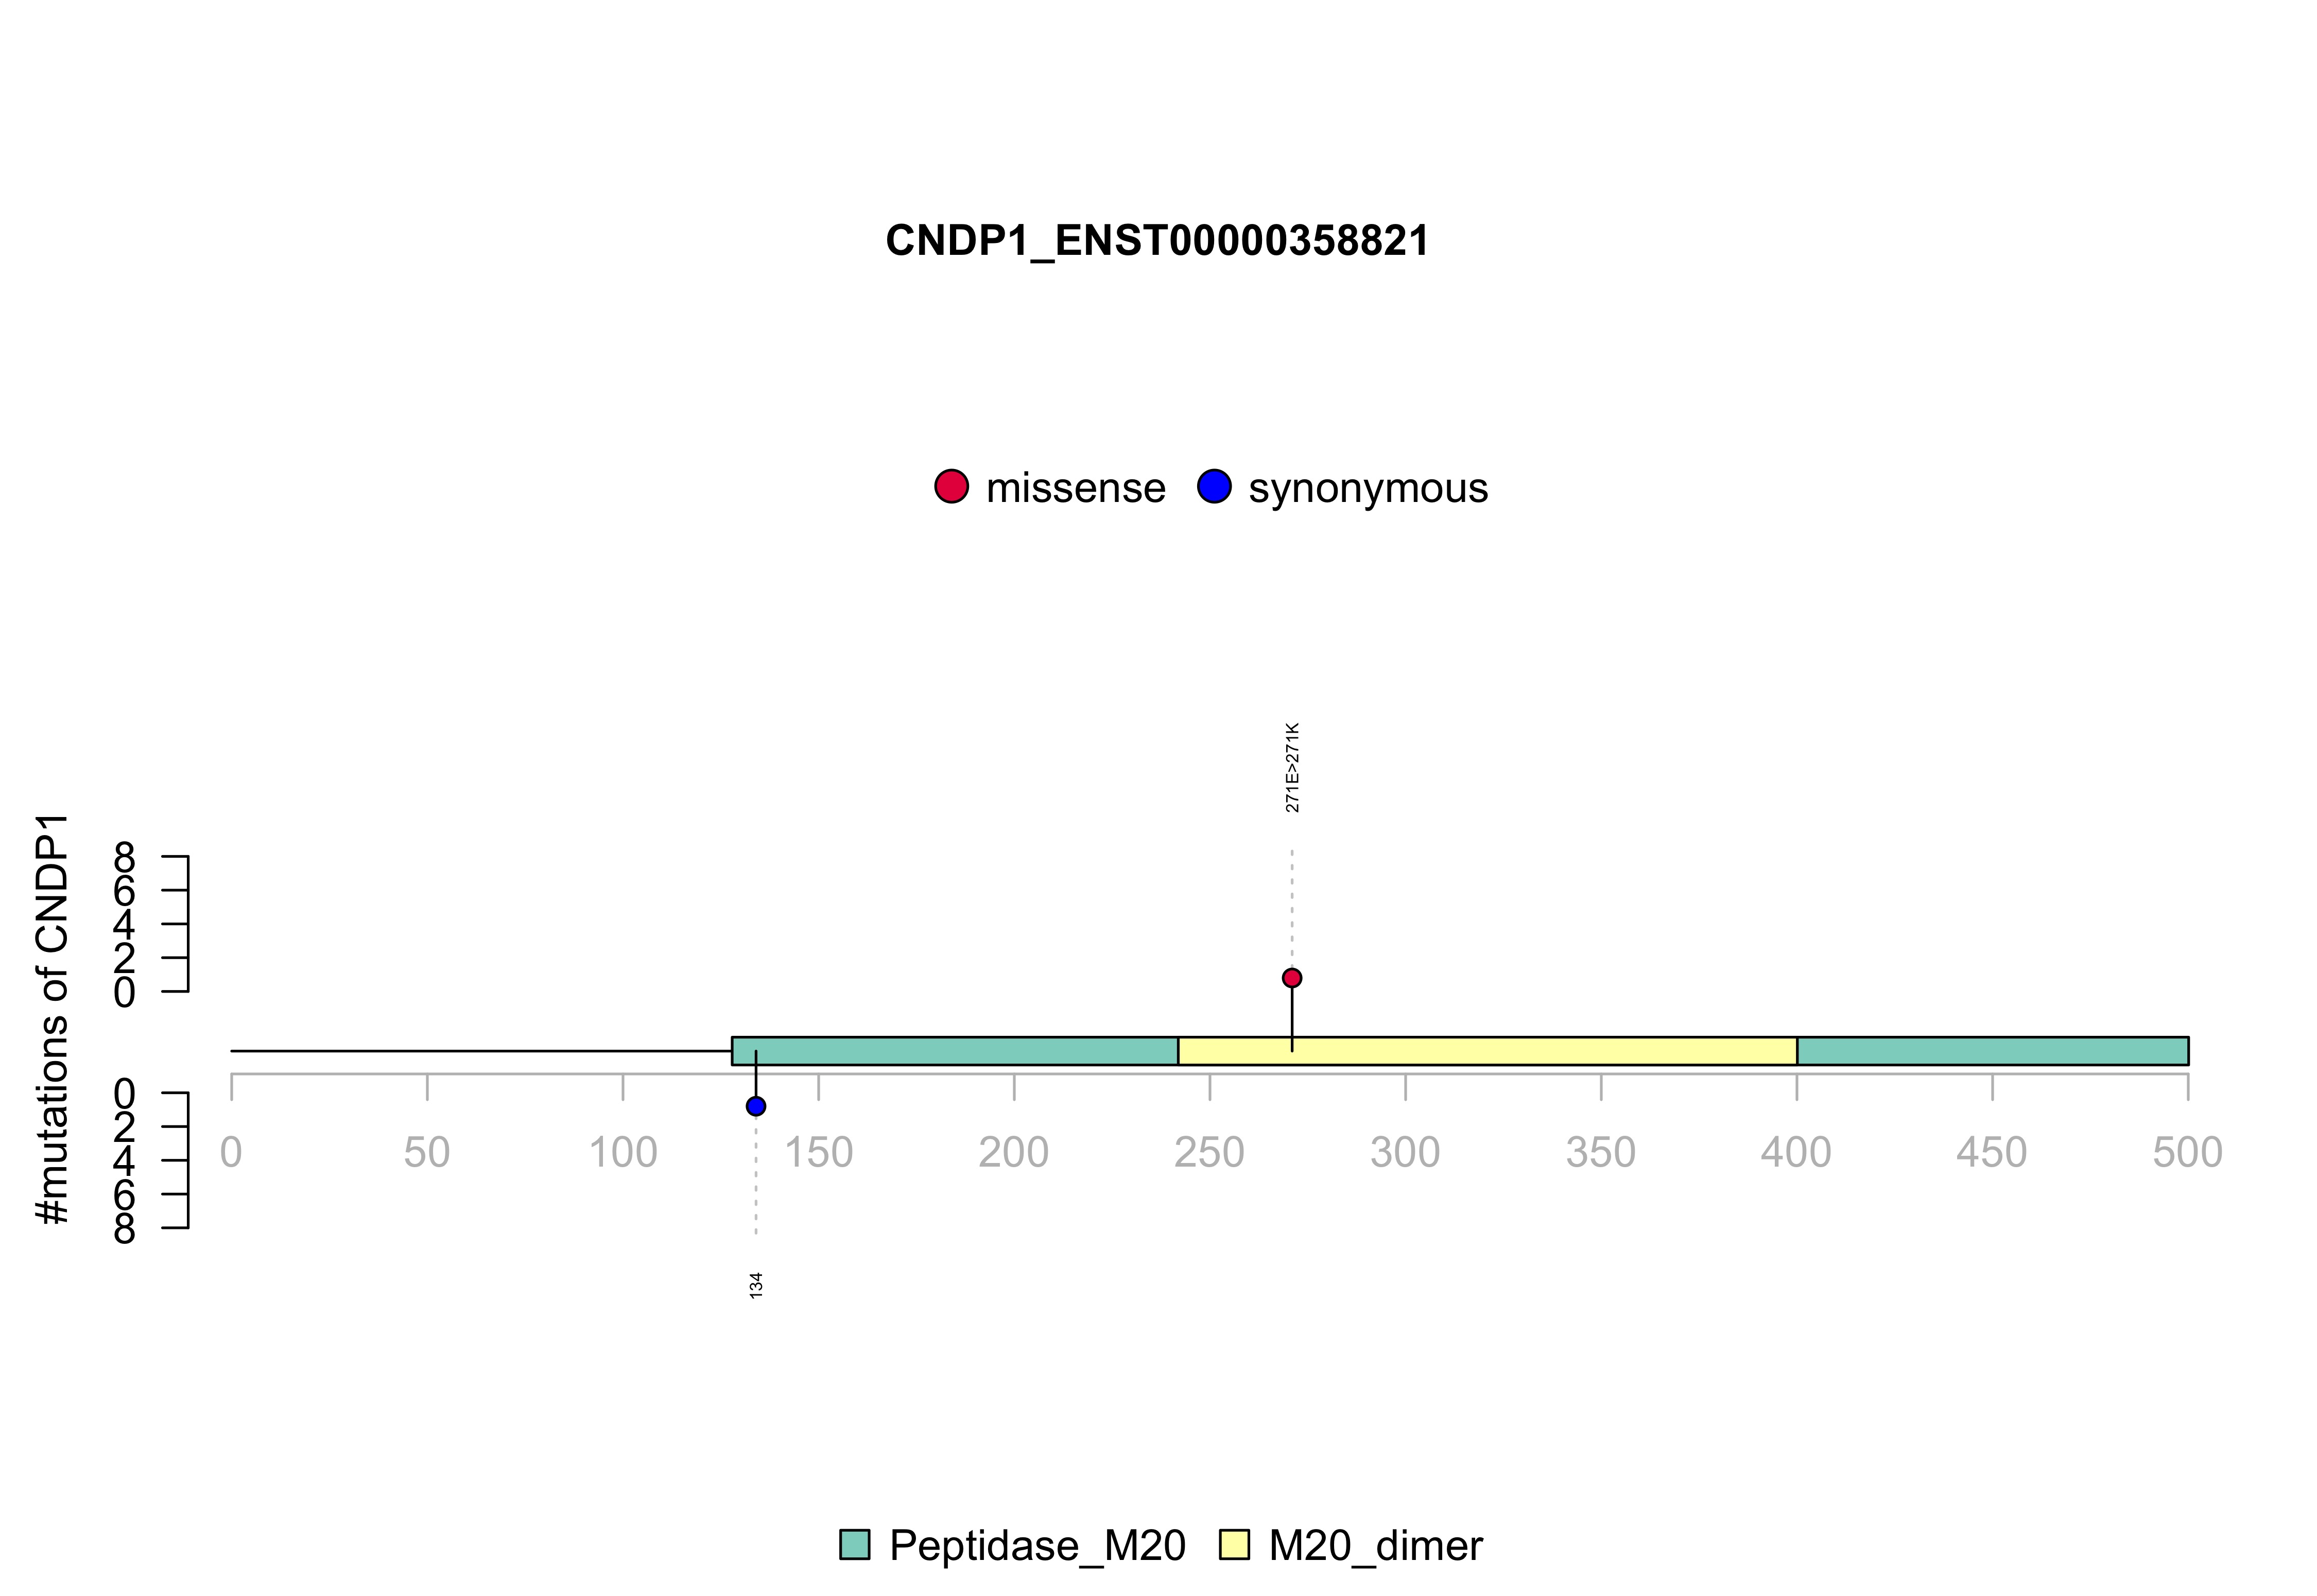 CNDP1_ENST00000358821
missense synonymous
271E>271K
#mutations of CNDP1
8
6
4
2
0
0
2
4
6
8
0 50 100 150 200 250 300 350 400 450 500
134
Peptidase_M20 M20_dimer